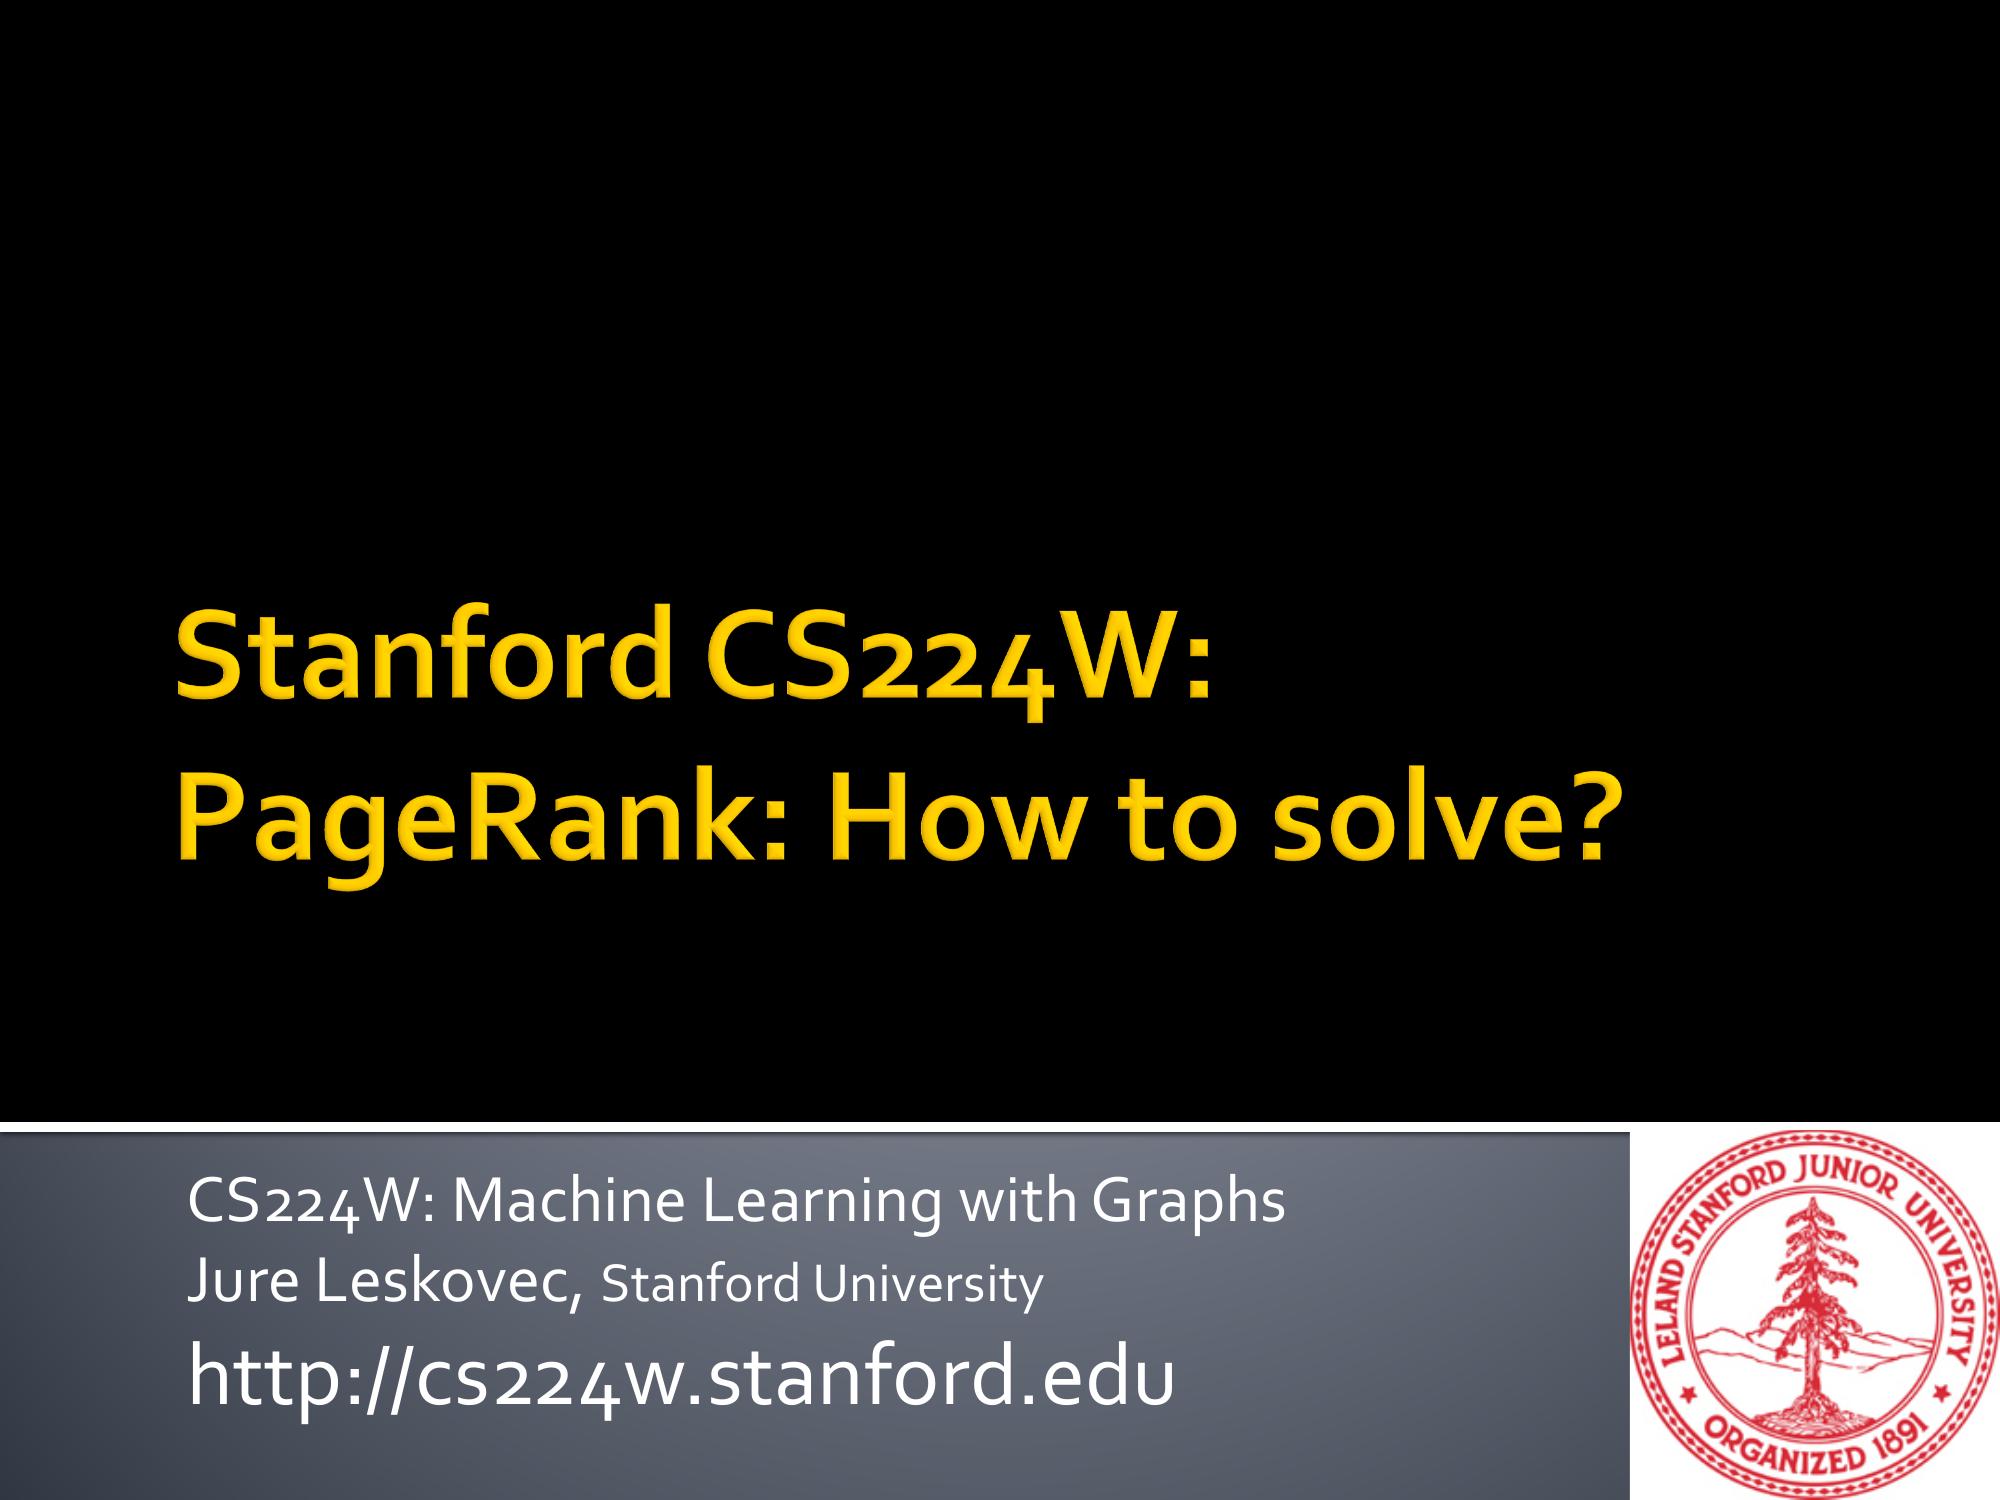 Stanford CS224W:
PageRank: How to solve?
CS224W: Machine Learning with Graphs
Jure Leskovec, Stanford University
http://cs224w.stanford.edu
LELAND STANFORD JUNIOR UNIVERSITY
ORGANIZED 1891